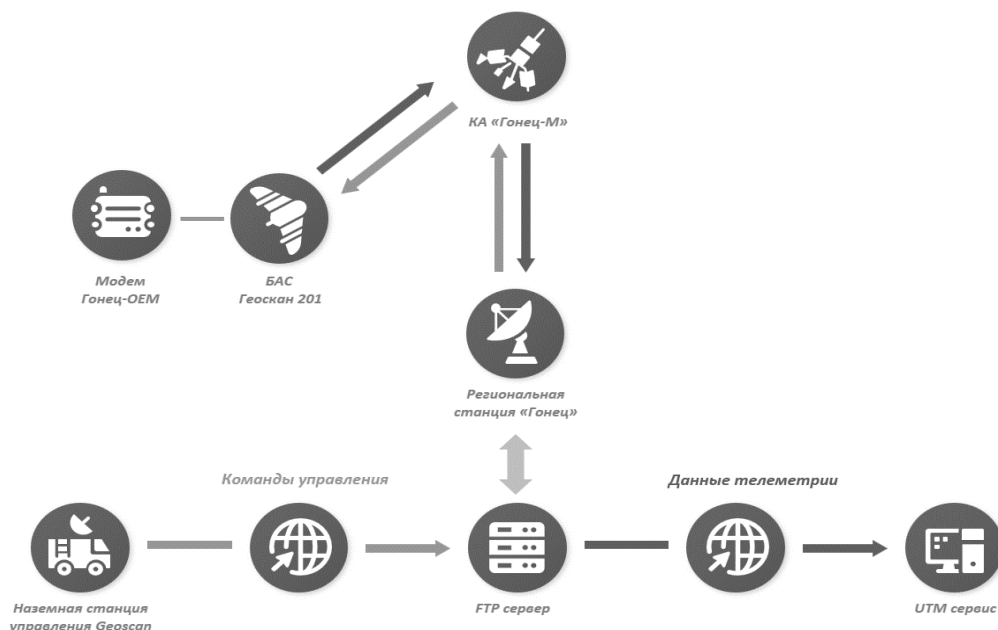 КА «Гонец-М»
Модем
Гонец-ОЕМ
БАС
Геоскан 201
Региональная
станция «Гонец»
Команды управления
Данные телеметрии
Наземная станция
управления Geoscan
FTP сервер
UTM сервис